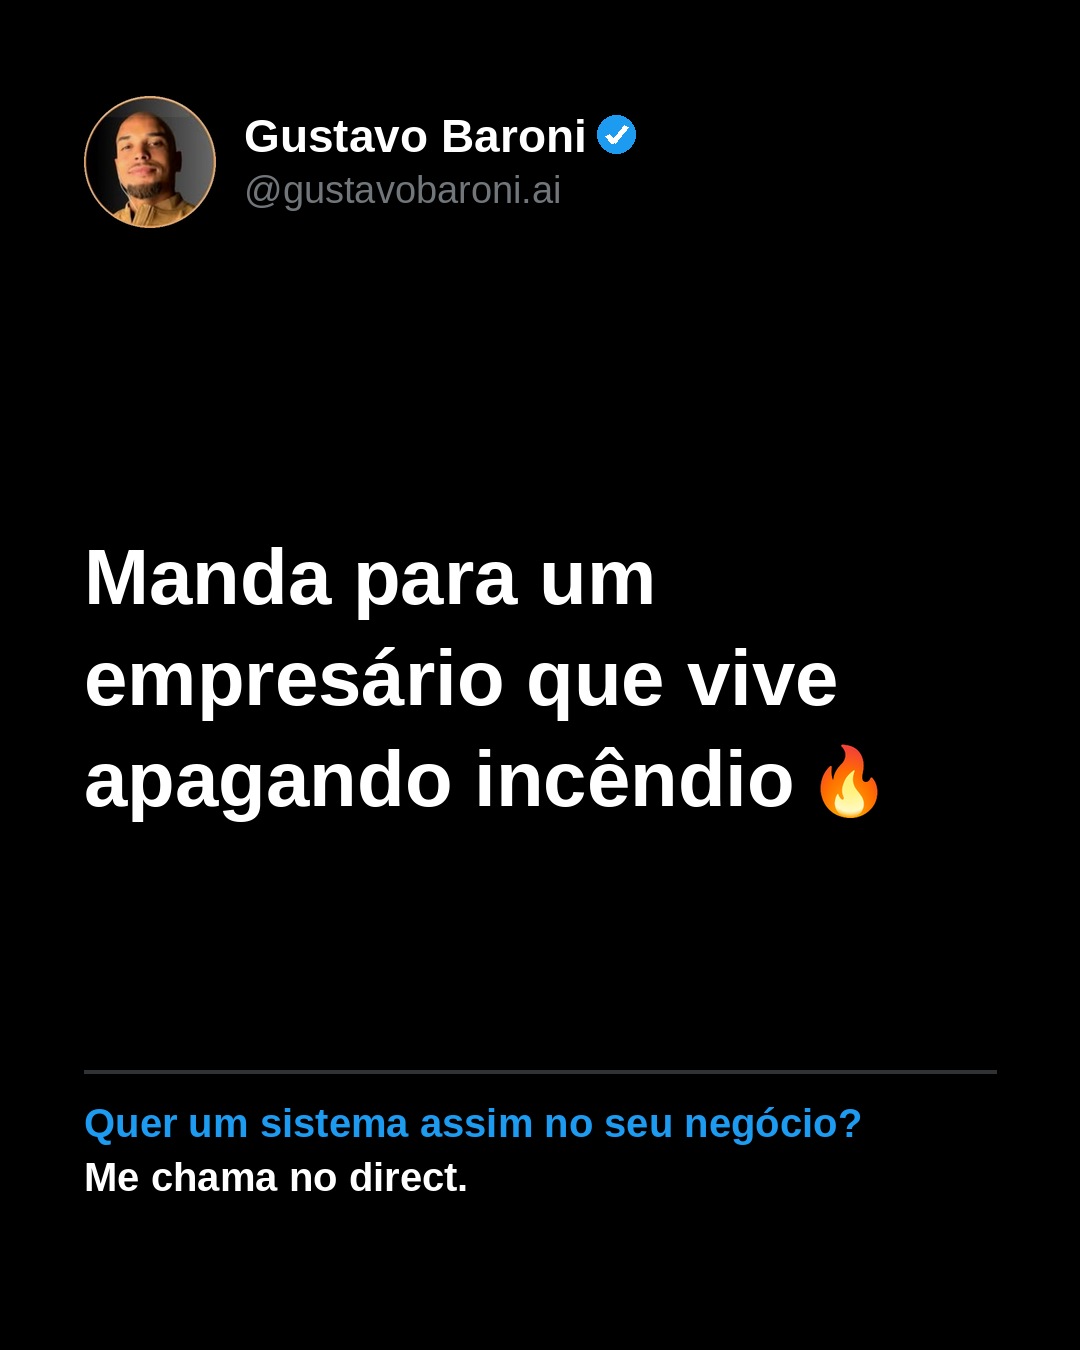 Gustavo Baroni
@gustavobaroni.ai
Manda para um
empresário que vive
apagando incêndio 🔥
Quer um sistema assim no seu negócio?
Me chama no direct.